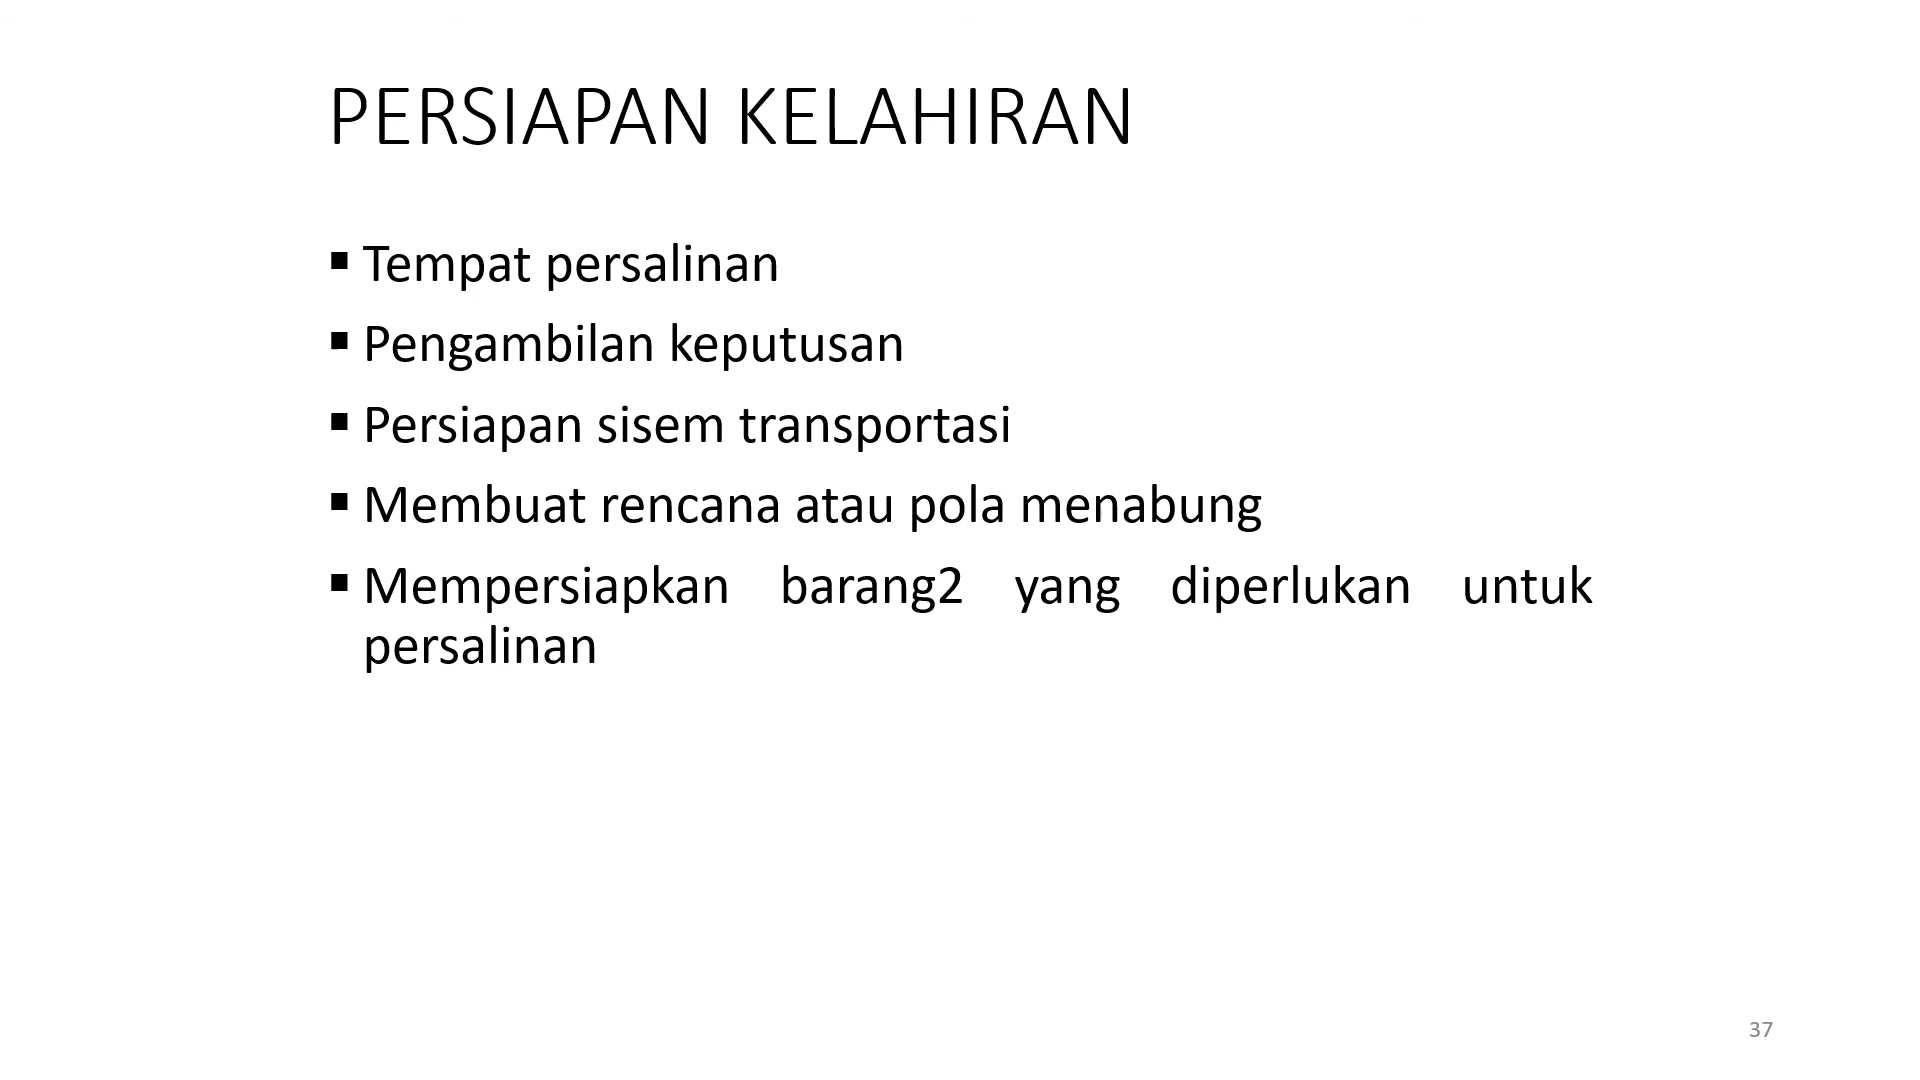 PERSIAPAN KELAHIRAN
▪ Tempat persalinan
▪ Pengambilan keputusan
▪ Persiapan sisem transportasi
▪ Membuat rencana atau pola menabung
▪ Mempersiapkan barang2 yang diperlukan untuk
persalinan
37